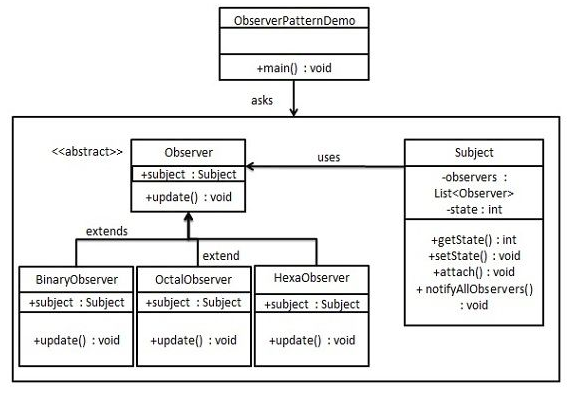 ObserverPatternDemo
+main() : void
asks
<<abstract>>
Observer
+subject : Subject
+update() : void
uses
Subject
-observers :
List<Observer>
-state : int
+getState() : int
+setState() : void
+attach() : void
+ notifyAllObservers()
: void
extends
extend
BinaryObserver
+subject : Subject
+update() : void
OctalObserver
+subject : Subject
+update() : void
HexaObserver
+subject : Subject
+update() : void